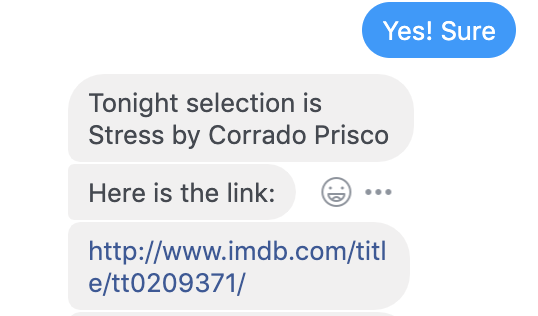 Yes! Sure
Tonight selection is
Stress by Corrado Prisco
Here is the link:
http://www.imdb.com/titl
e/tt0209371/